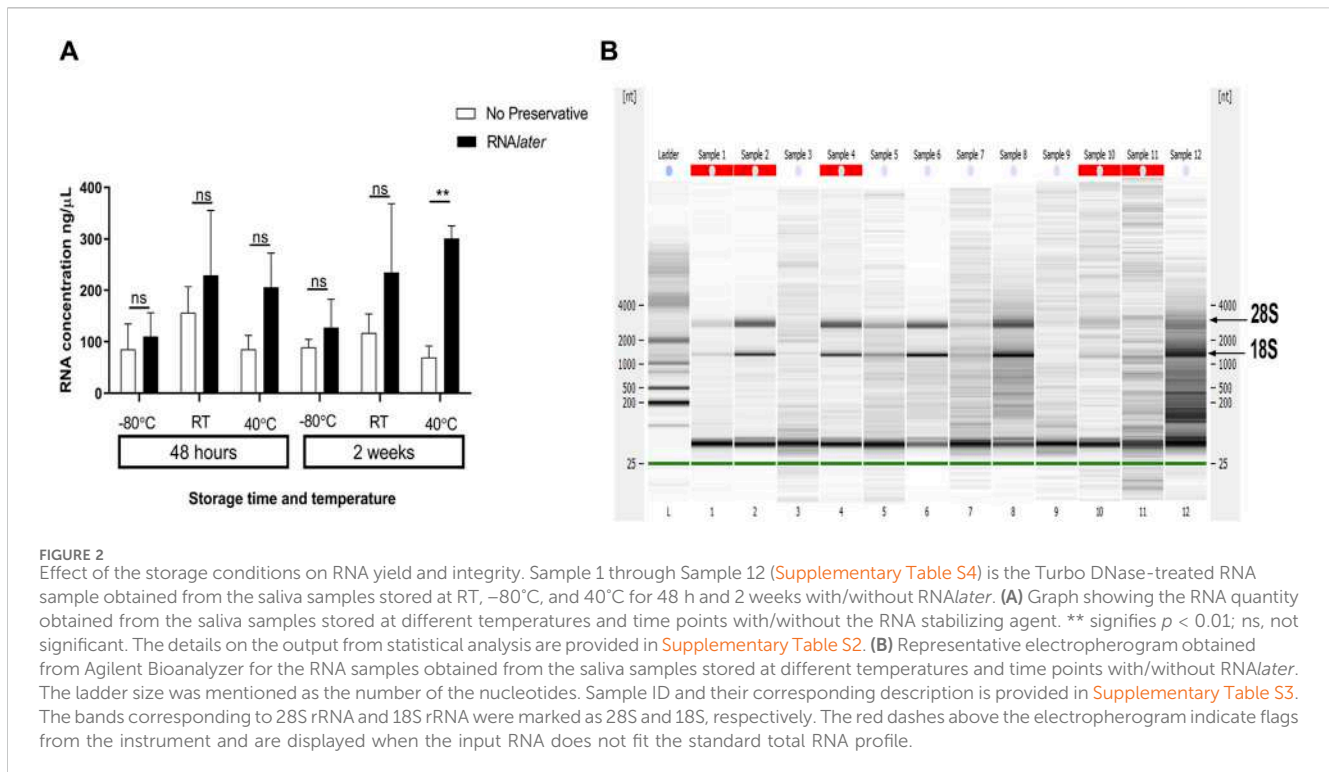 A
No Preservative
RNAlater
RNA concentration ng/µL
400
300
200
100
0
ns
ns
ns
ns
ns
**
-80°C RT 40°C -80°C RT 40°C
48 hours 2 weeks
Storage time and temperature
B
[nt] [nt]
Ladder Sample 1 Sample 2 Sample 3 Sample 4 Sample 5 Sample 6 Sample 7 Sample 8 Sample 9 Sample 10 Sample 11 Sample 12
4000 4000
28S
2000 2000
18S
1000 1000
500 500
200 200
25 25
L 1 2 3 4 5 6 7 8 9 10 11 12
FIGURE 2
Effect of the storage conditions on RNA yield and integrity. Sample 1 through Sample 12 (Supplementary Table S4) is the Turbo DNase-treated RNA
sample obtained from the saliva samples stored at RT, −80°C, and 40°C for 48 h and 2 weeks with/without RNAlater. (A) Graph showing the RNA quantity
obtained from the saliva samples stored at different temperatures and time points with/without the RNA stabilizing agent. ** signifies p < 0.01; ns, not
significant. The details on the output from statistical analysis are provided in Supplementary Table S2. (B) Representative electropherogram obtained
from Agilent Bioanalyzer for the RNA samples obtained from the saliva samples stored at different temperatures and time points with/without RNAlater.
The ladder size was mentioned as the number of the nucleotides. Sample ID and their corresponding description is provided in Supplementary Table S3.
The bands corresponding to 28S rRNA and 18S rRNA were marked as 28S and 18S, respectively. The red dashes above the electropherogram indicate flags
from the instrument and are displayed when the input RNA does not fit the standard total RNA profile.